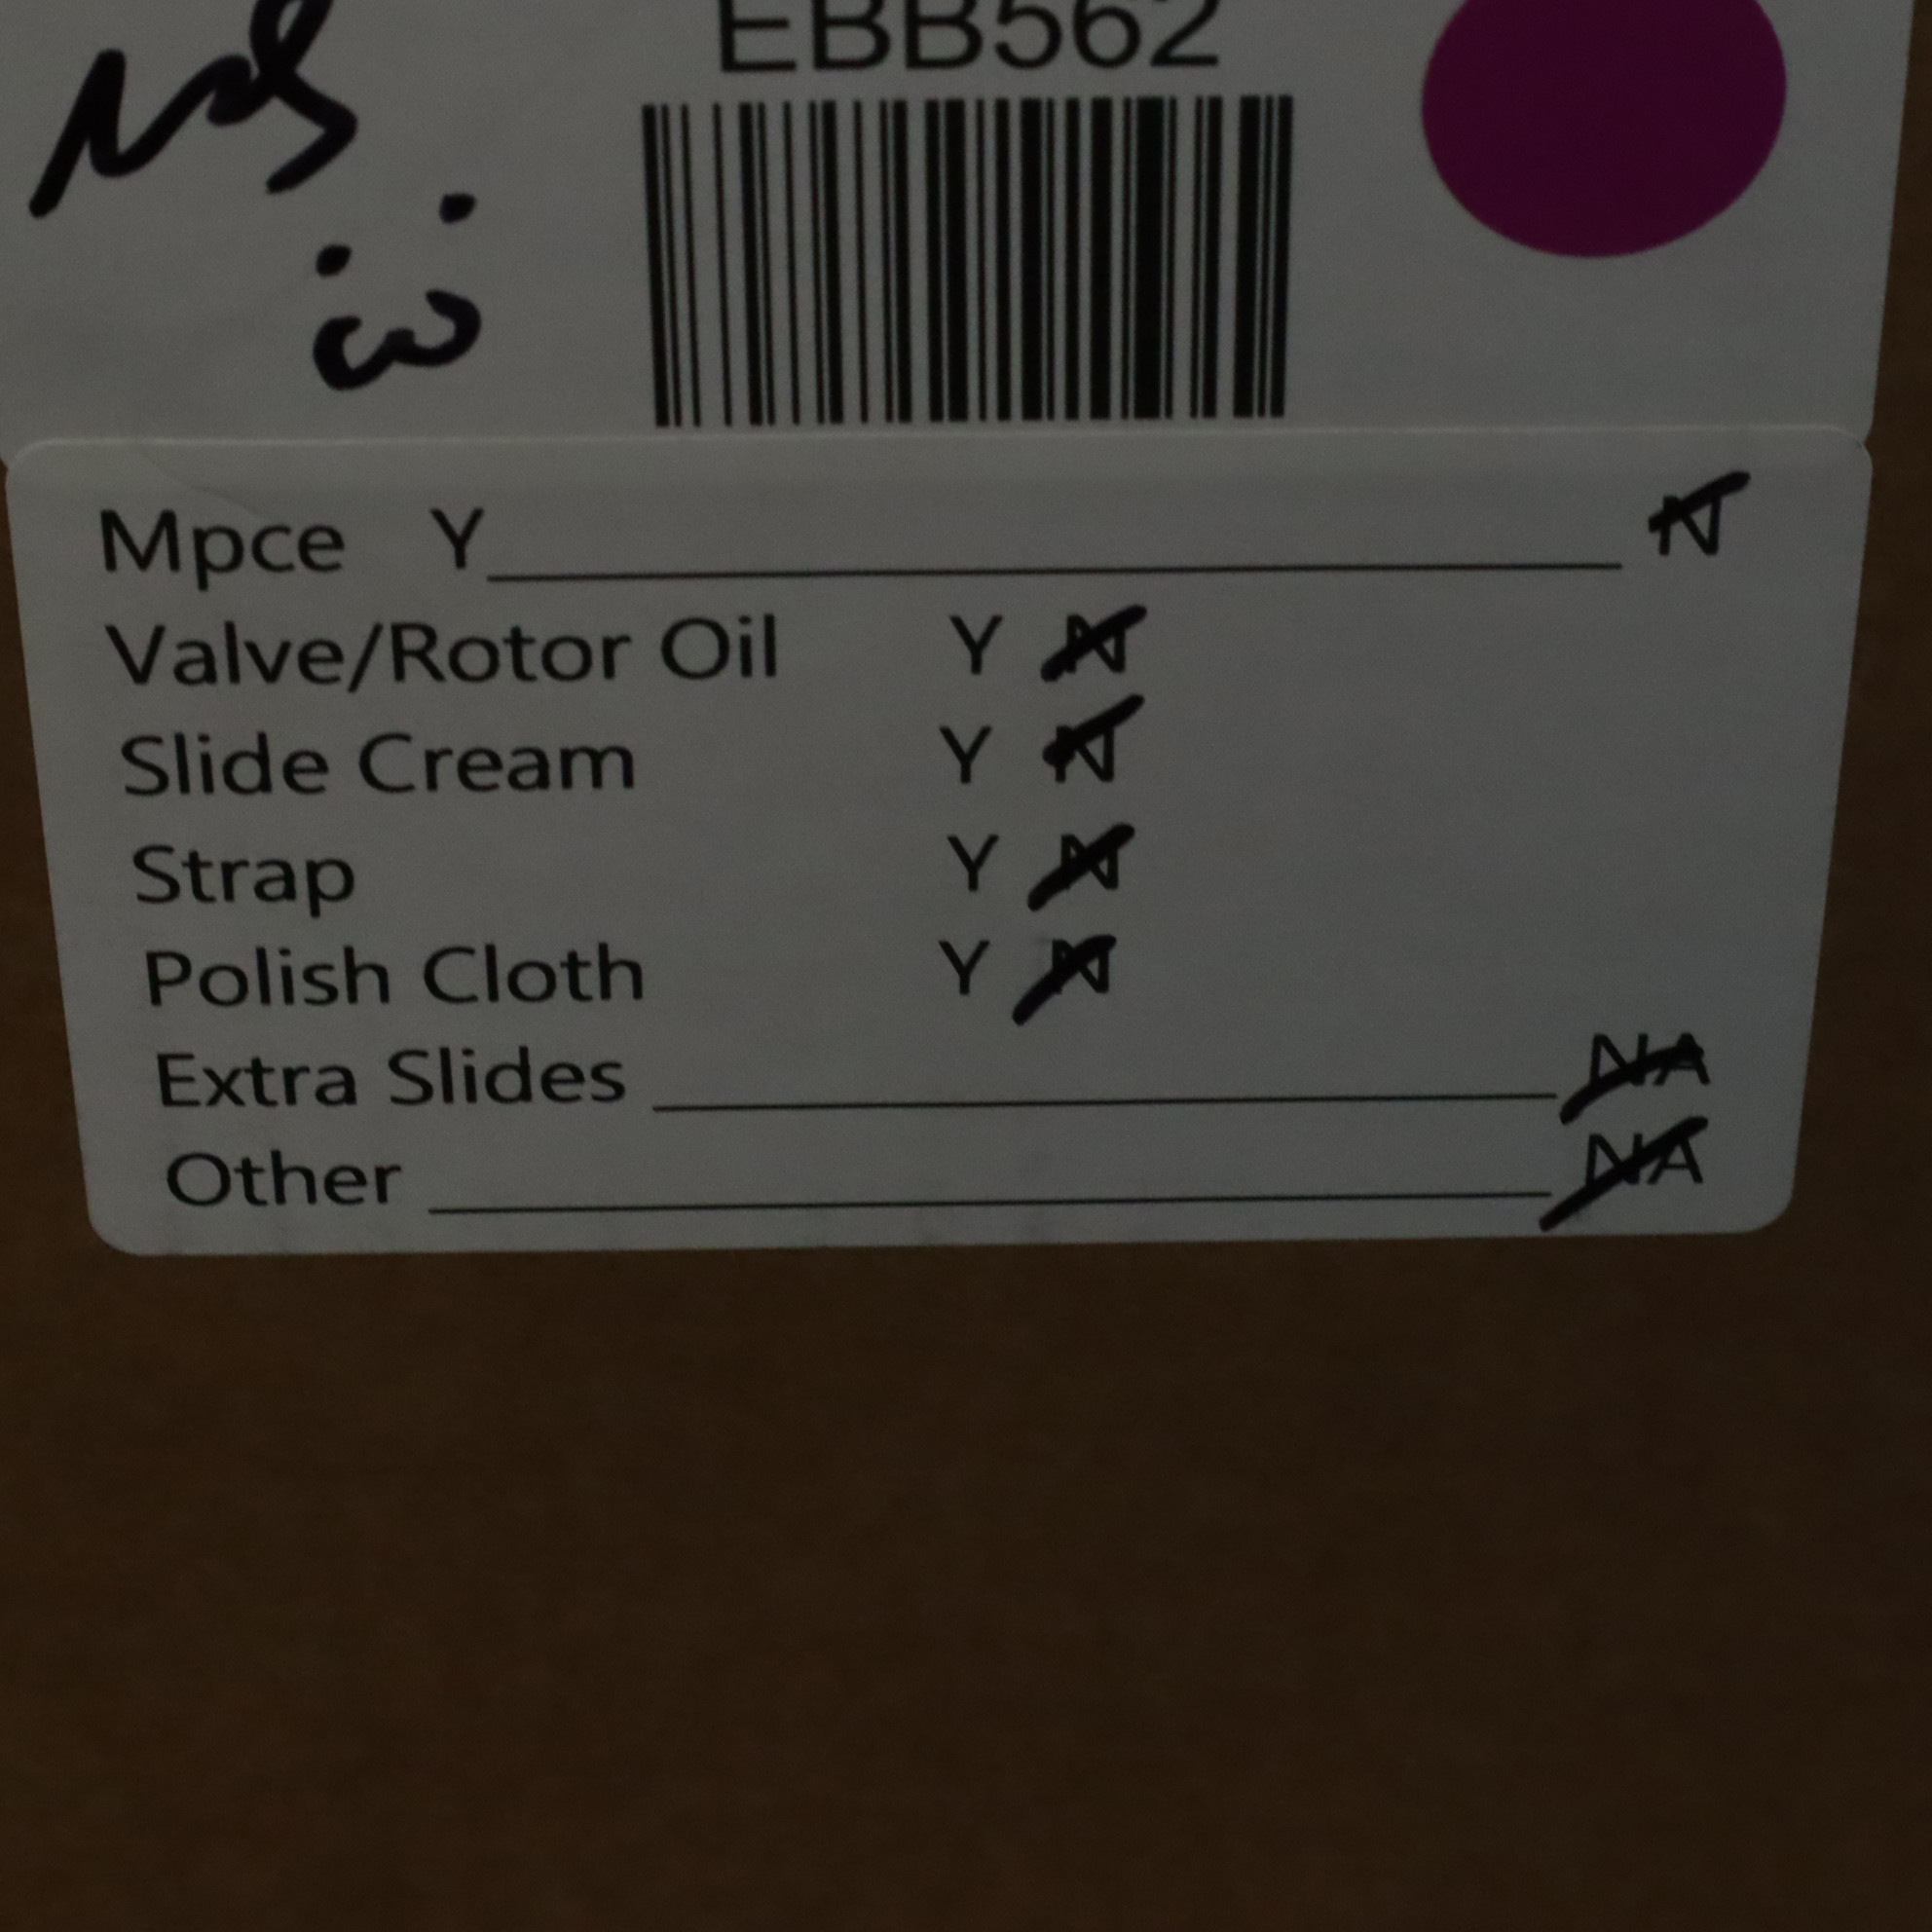 EBB562
Mpce Y N
Valve/Rotor Oil Y N
Slide Cream Y N
Strap Y N
Polish Cloth Y N
Extra Slides NA
Other NA